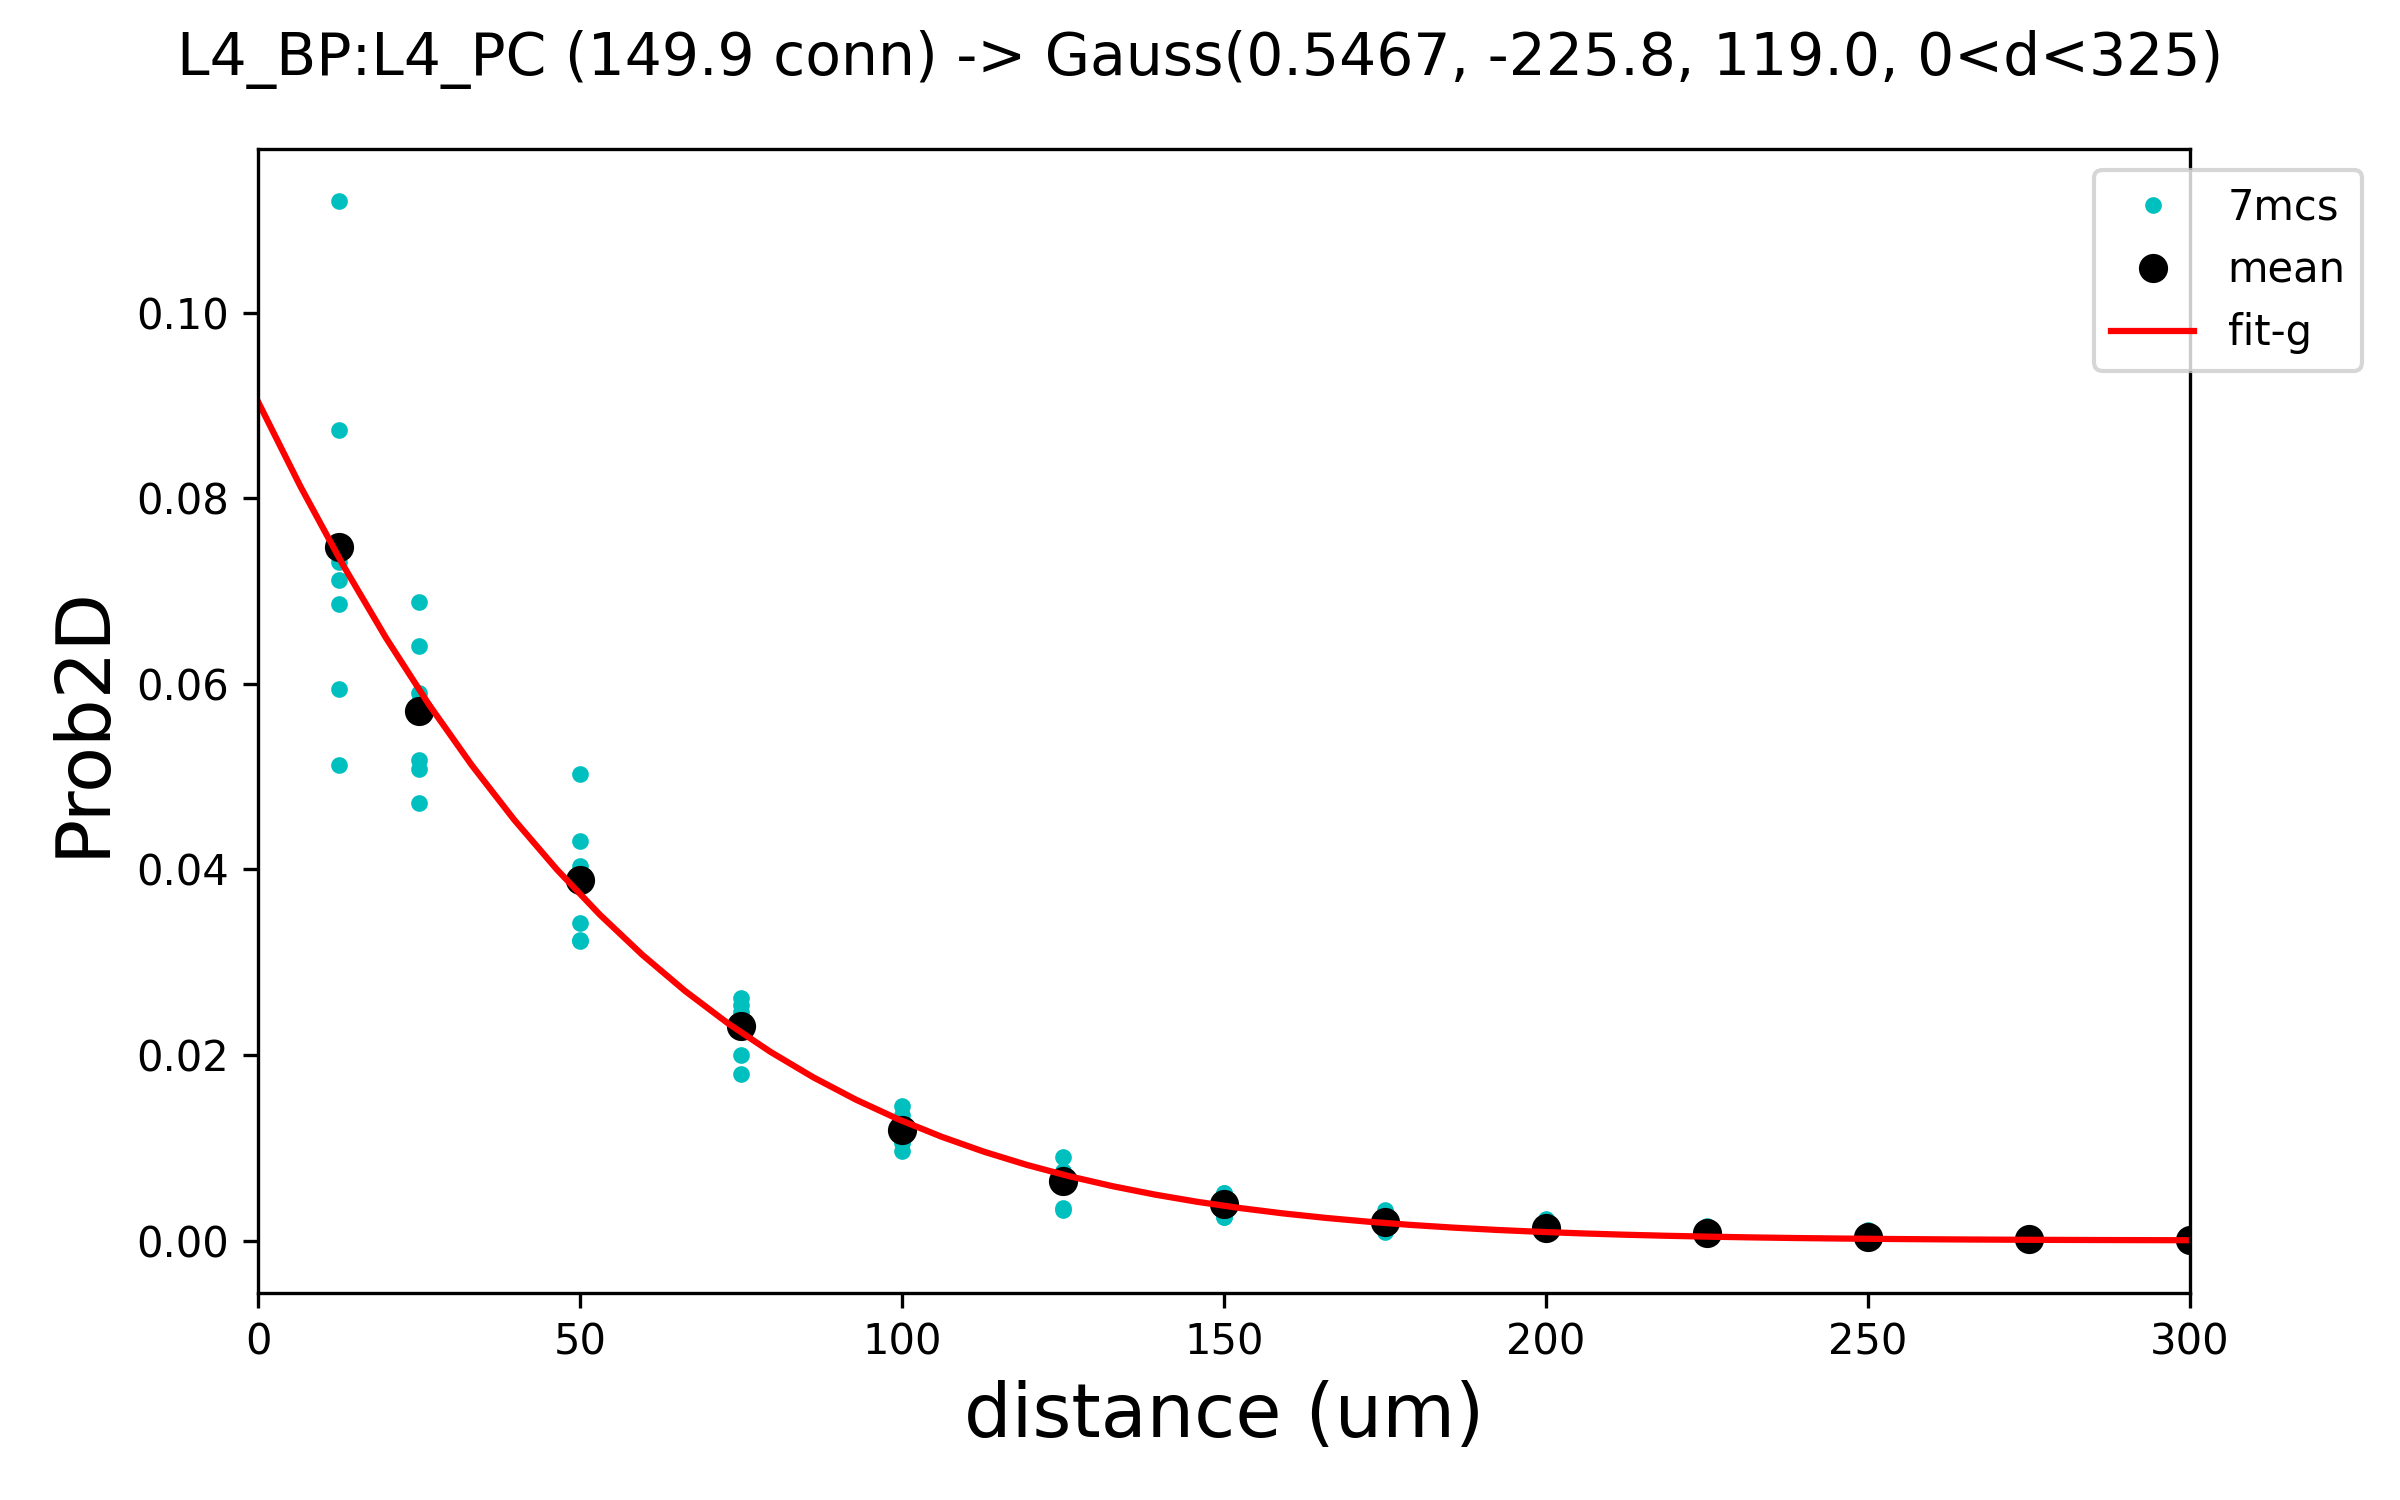 L4_BP:L4_PC (149.9 conn) -> Gauss(0.5467, -225.8, 119.0, 0<d<325)
7mcs
mean
fit-g
0.10
0.08
0.06
0.04
0.02
0.00
Prob2D
0 50 100 150 200 250 300
distance (um)